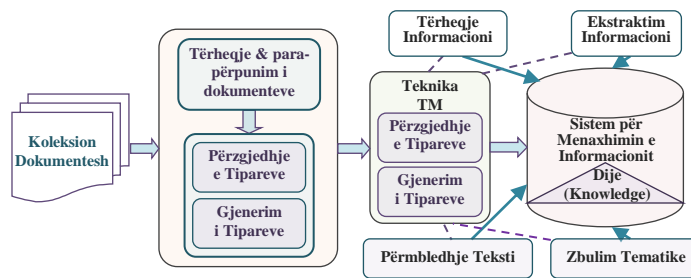 Koleksion
Dokumentesh
Tërheqje & para-
përpunim i
dokumenteve
Përzgjedhje
e Tipareve
Gjenerim
i Tipareve
Teknika
TM
Përzgjedhje
e Tipareve
Gjenerim
i Tipareve
Tërheqje
Informacioni
Ekstraktim
Informacioni
Sistem për
Menaxhimin e
Informacionit
Dije
(Knowledge)
Përmbledhje Teksti
Zbulim Tematike